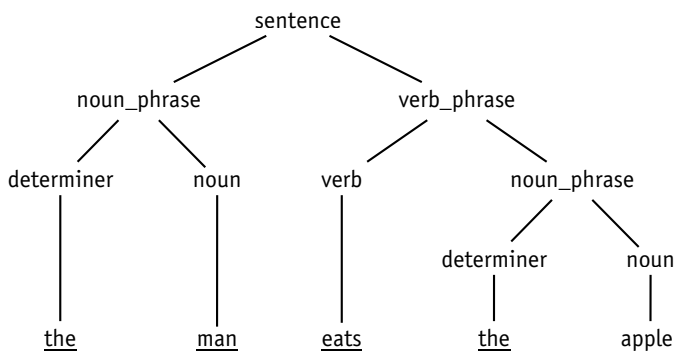 sentence
noun_phrase verb_phrase
determiner noun verb noun_phrase
determiner noun
the man eats the apple